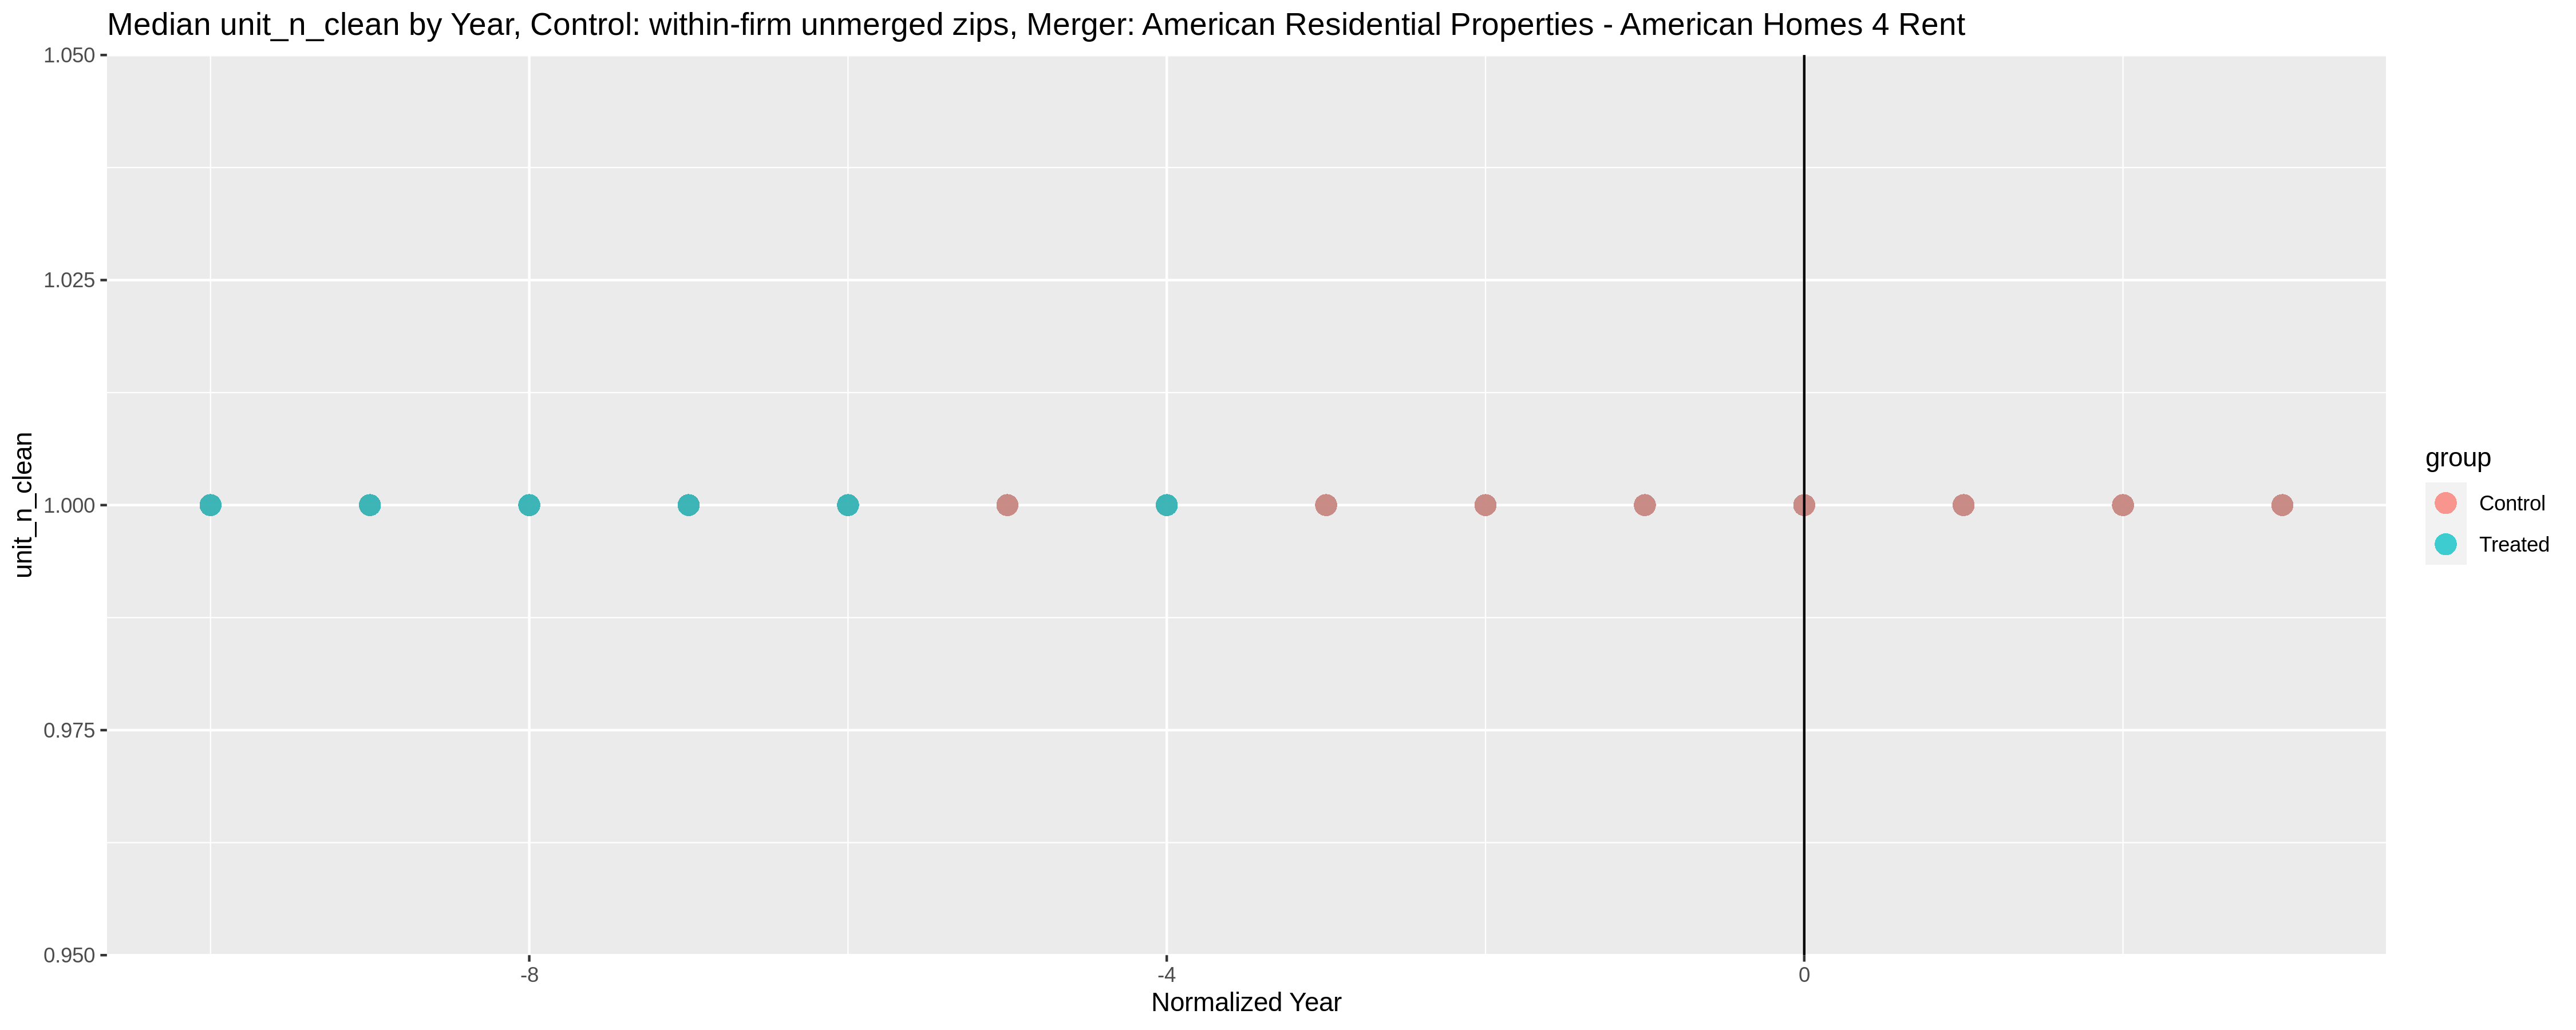 Median unit_n_clean by Year, Control: within-firm unmerged zips, Merger: American Residential Properties - American Homes 4 Rent
1.050
1.025
1.000
0.975
0.950
unit_n_clean
-8
-4
0
Normalized Year
group
Control
Treated